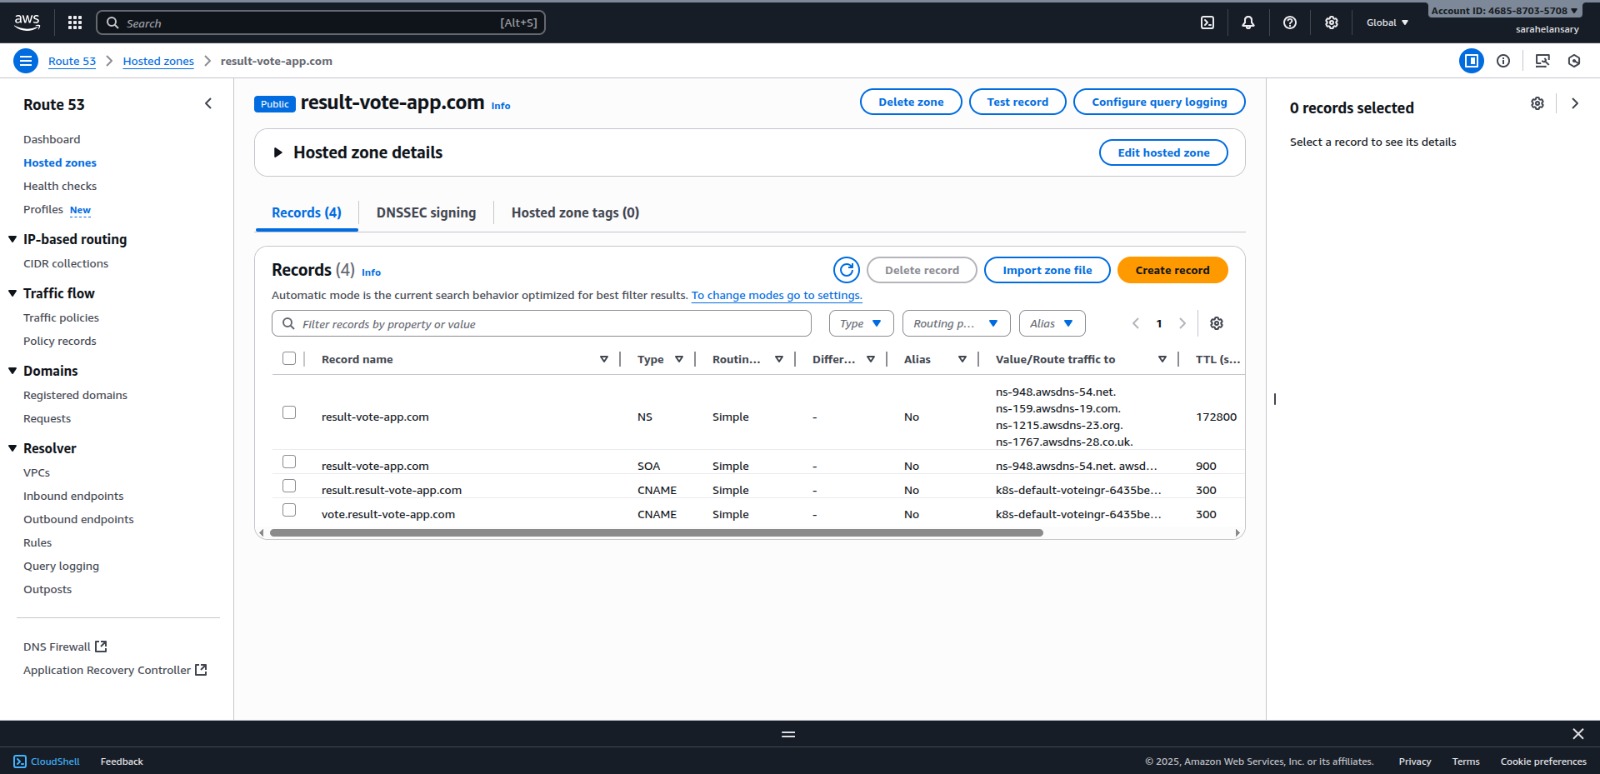 aws
Search
[Alt+S]
Global
Account ID: 4685-8703-5708
sarahelansary
Route 53
Hosted zones
result-vote-app.com
Route 53
Dashboard
Hosted zones
Health checks
Profiles New
IP-based routing
CIDR collections
Traffic flow
Traffic policies
Policy records
Domains
Registered domains
Requests
Resolver
VPCs
Inbound endpoints
Outbound endpoints
Rules
Query logging
Outposts
DNS Firewall
Application Recovery Controller
Public result-vote-app.com Info
Delete zone
Test record
Configure query logging
Hosted zone details
Edit hosted zone
Records (4)
DNSSEC signing
Hosted zone tags (0)
Records (4) Info
Delete record
Import zone file
Create record
Automatic mode is the current search behavior optimized for best filter results. To change modes go to settings.
Filter records by property or value
Type
Routing p...
Alias
1
Record name Type Routin... Differ... Alias Value/Route traffic to TTL (s...
result-vote-app.com NS Simple - No
ns-948.awsdns-54.net.
ns-159.awsdns-19.com.
ns-1215.awsdns-23.org.
ns-1767.awsdns-28.co.uk.
172800
result-vote-app.com SOA Simple - No ns-948.awsdns-54.net. awsd... 900
result.result-vote-app.com CNAME Simple - No k8s-default-voteingr-6435be... 300
vote.result-vote-app.com CNAME Simple - No k8s-default-voteingr-6435be... 300
0 records selected
Select a record to see its details
CloudShell
Feedback
© 2025, Amazon Web Services, Inc. or its affiliates.
Privacy
Terms
Cookie preferences